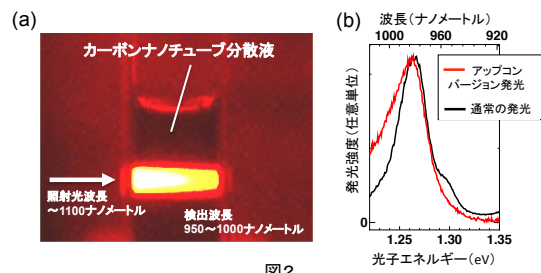 (a)
カーボンナノチューブ分散液
照射光波長
～1100ナノメートル
検出波長
950～1000ナノメートル
(b)
波長(ナノメートル)
1000 960 920
アップコン
バージョン発光
通常の発光
発光強度(任意単位)
0
1.25 1.30 1.35
光子エネルギー(eV)
図2